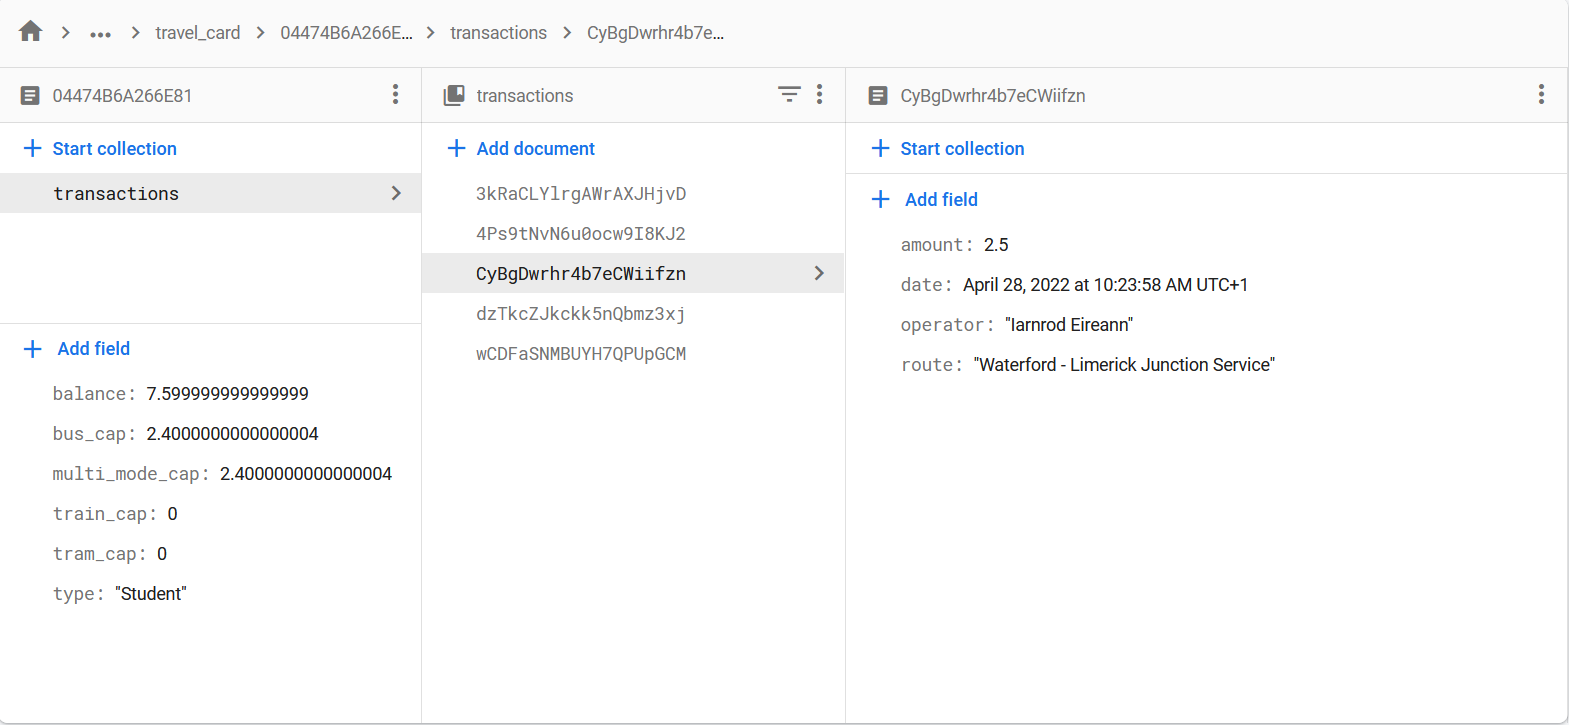 travel_card 04474B6A266E... transactions CyBgDwrhr4b7e...
04474B6A266E81
Start collection
transactions
Add field
balance: 7.599999999999999
bus_cap: 2.4000000000000004
multi_mode_cap: 2.4000000000000004
train_cap: 0
tram_cap: 0
type: "Student"
transactions
Add document
3kRaCLYlrgAWrAXJHjvD
4Ps9tNvN6u0ocw9I8KJ2
CyBgDwrhr4b7eCWiifzn
dzTkcZJkckk5nQbmz3xj
wCDFaSNMBUYH7QPUpGCM
CyBgDwrhr4b7eCWiifzn
Start collection
Add field
amount: 2.5
date: April 28, 2022 at 10:23:58 AM UTC+1
operator: "Iarnrod Eireann"
route: "Waterford - Limerick Junction Service"